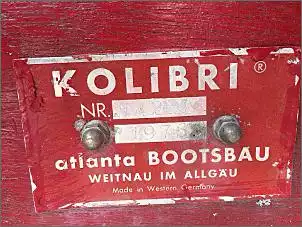 KOLIBRI®
NR.
atlanta BOOTSBAU
WEITNAU IM ALLGÄU
Made in Western Germany